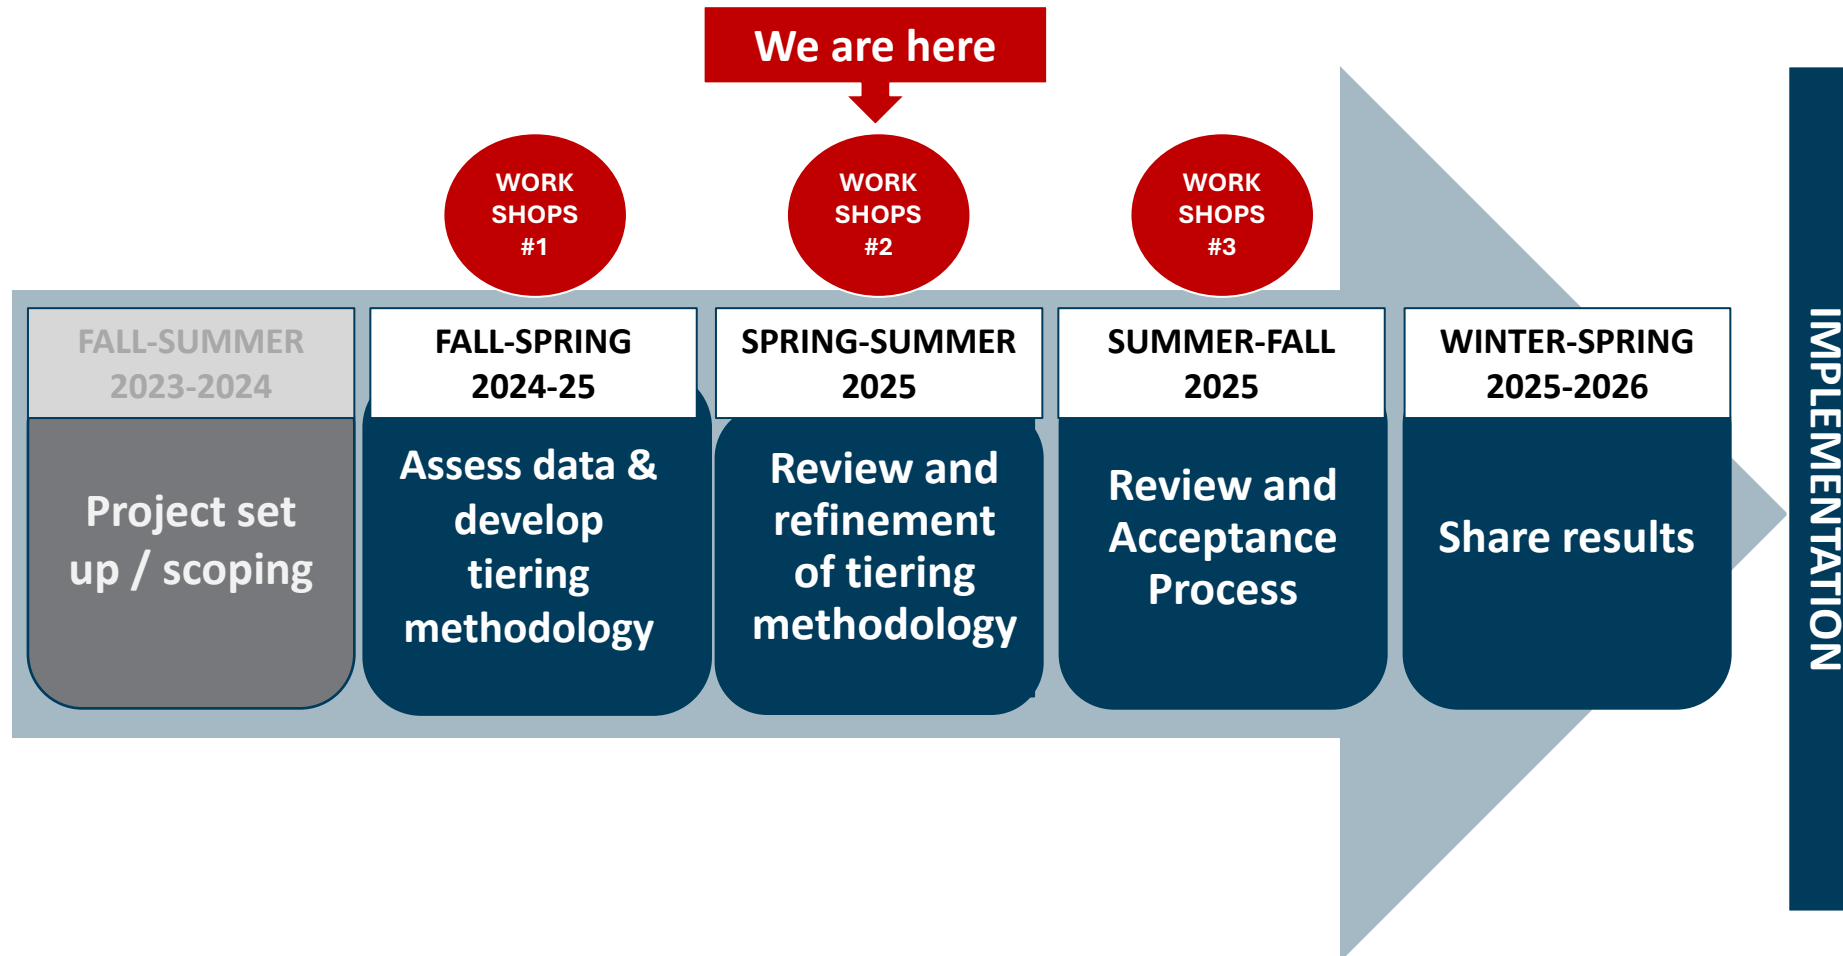 We are here
WORK
SHOPS
#1
WORK
SHOPS
#2
WORK
SHOPS
#3
FALL-SUMMER
2023-2024
Project set
up / scoping
FALL-SPRING
2024-25
Assess data &
develop
tiering
methodology
SPRING-SUMMER
2025
Review and
refinement
of tiering
methodology
SUMMER-FALL
2025
Review and
Acceptance
Process
WINTER-SPRING
2025-2026
Share results
IMPLEMENTATION